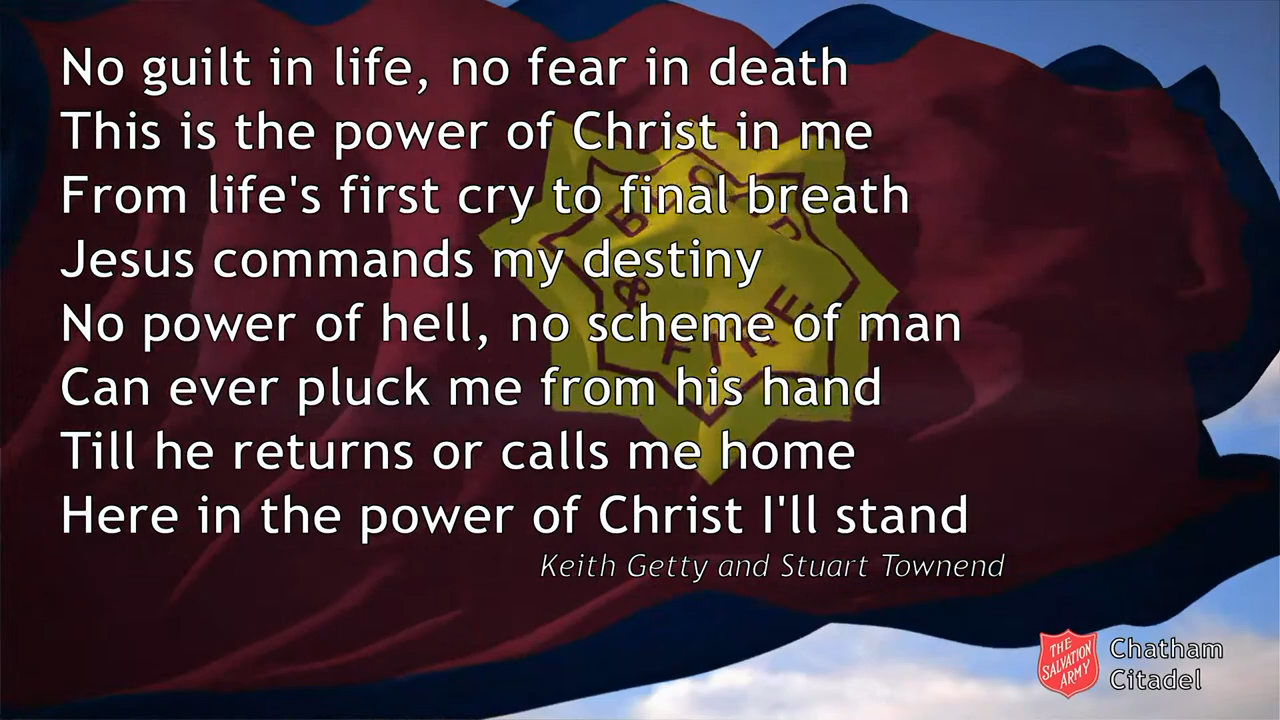 No guilt in life, no fear in death
This is the power of Christ in me
From life's first cry to final breath
Jesus commands my destiny
No power of hell, no scheme of man
Can ever pluck me from his hand
Till he returns or calls me home
Here in the power of Christ I'll stand
Keith Getty and Stuart Townend
BLOOD
&
FIRE
THE
SALVATION
ARMY
Chatham
Citadel